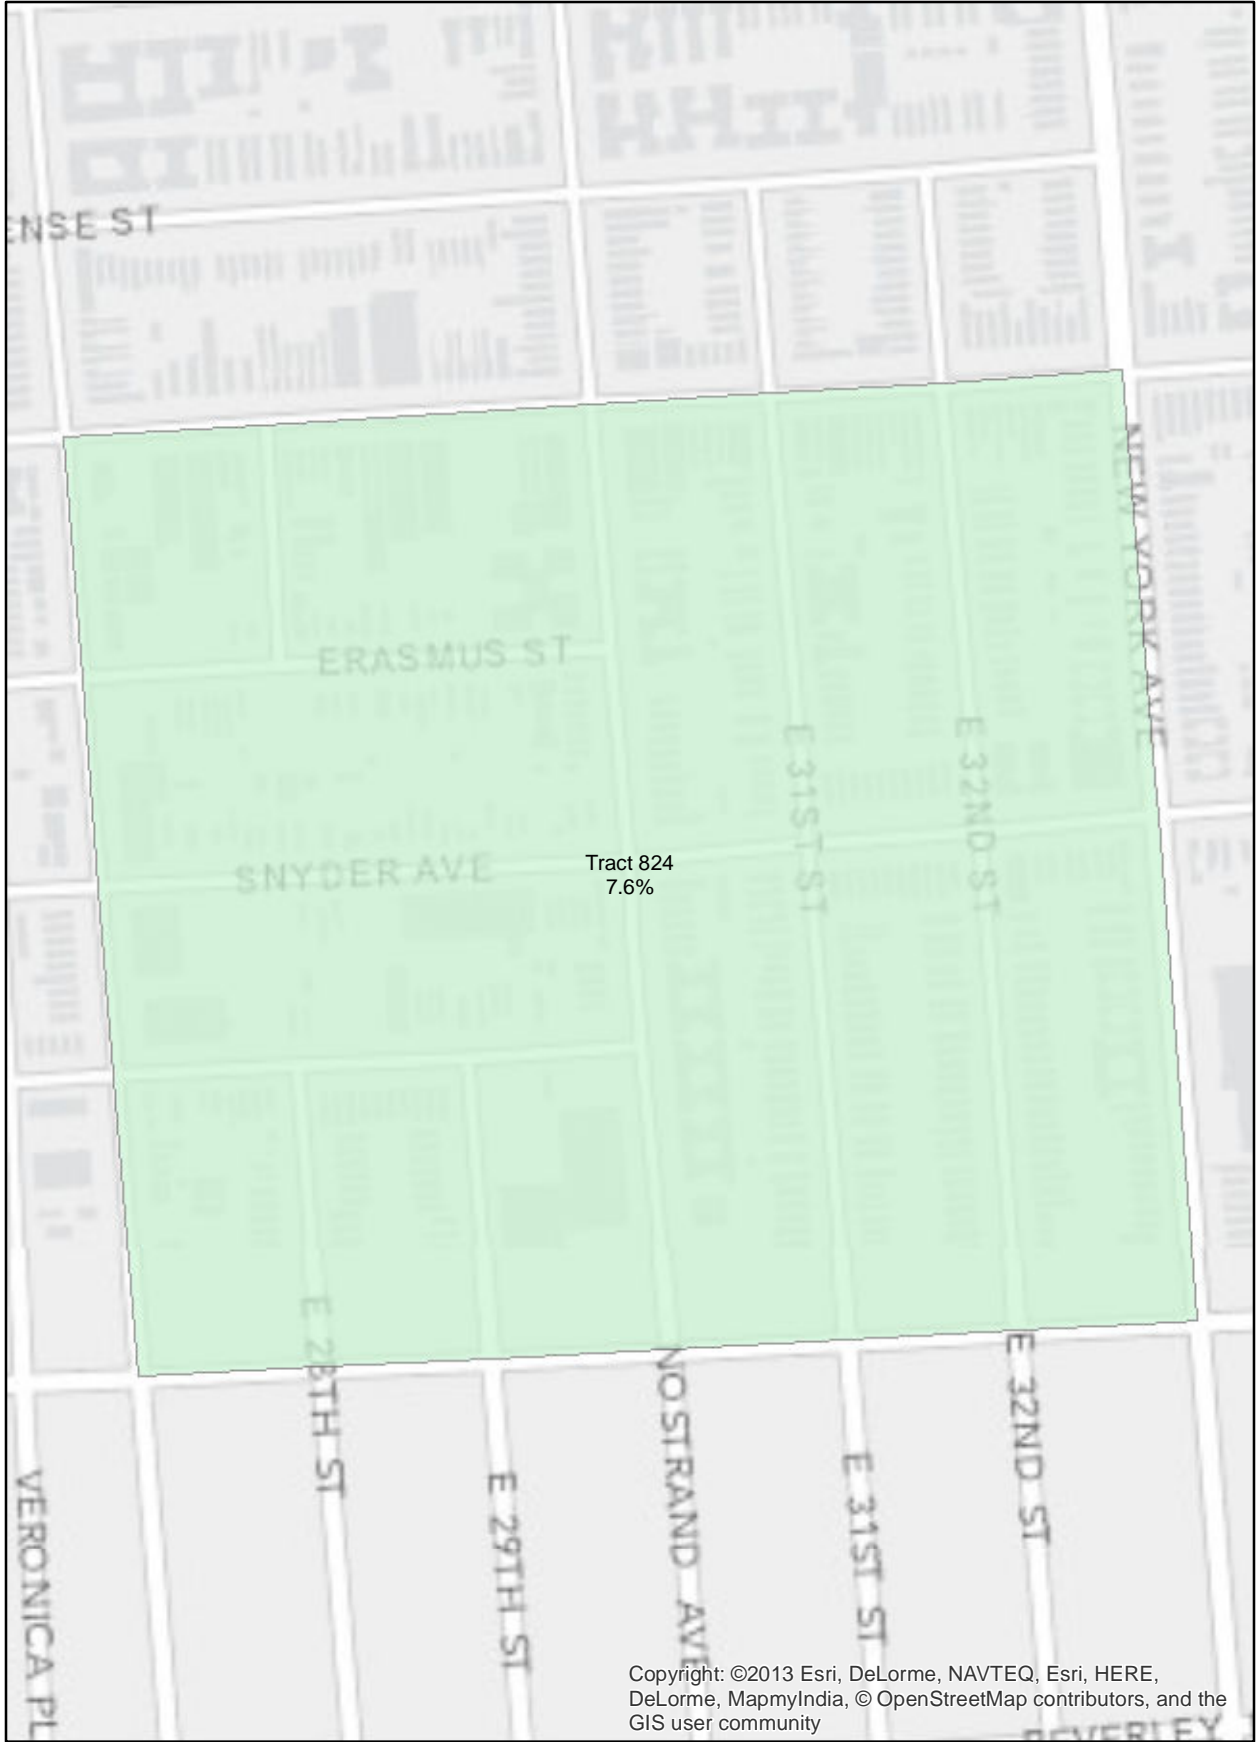 ENSE ST
NEW YORK AVE
ERASMUS ST
E 31ST ST
E 32ND ST
Tract 824
7.6%
SNYDER AVE
E 28TH ST
E 29TH ST
NOSTRAND AVE
E 31ST ST
E 32ND ST
VERONICA PL
Copyright: ©2013 Esri, DeLorme, NAVTEQ, Esri, HERE,
DeLorme, MapmyIndia, © OpenStreetMap contributors, and the
GIS user community
BEVERLEY